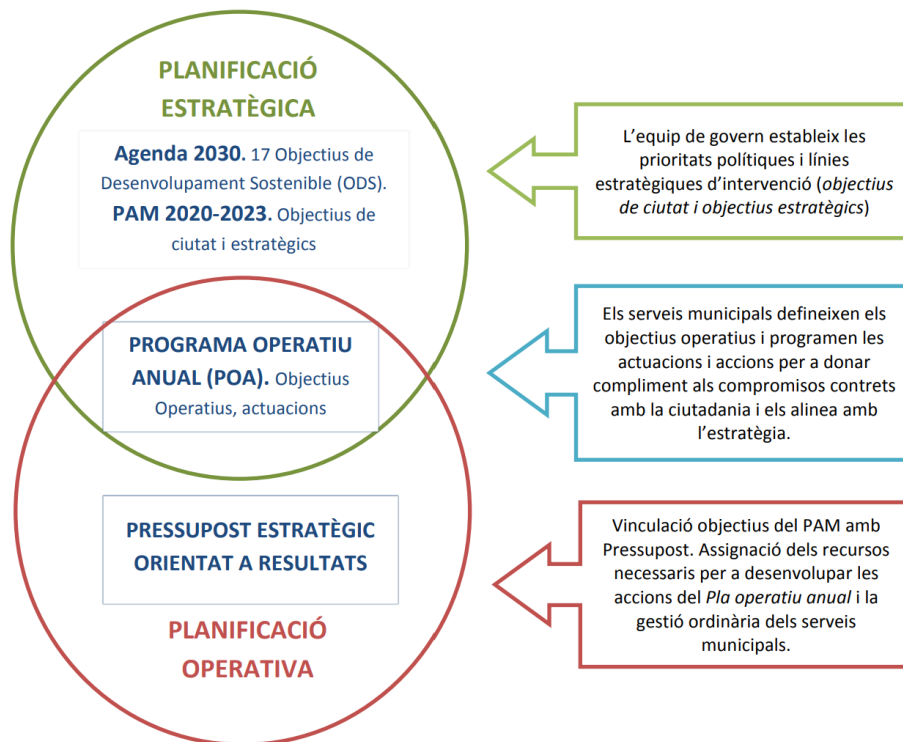 PLANIFICACIÓ
ESTRATÈGICA
Agenda 2030. 17 Objectius de
Desenvolupament Sostenible (ODS).
PAM 2020-2023. Objectius de
ciutat i estratègics
L’equip de govern estableix les
prioritats polítiques i línies
estratègiques d’intervenció (objectius
de ciutat i objectius estratègics)
PROGRAMA OPERATIU
ANUAL (POA). Objectius
Operatius, actuacions
Els serveis municipals defineixen els
objectius operatius i programen les
actuacions i accions per a donar
compliment als compromisos contrets
amb la ciutadania i els alinea amb
l’estratègia.
PRESSUPOST ESTRATÈGIC
ORIENTAT A RESULTATS
Vinculació objectius del PAM amb
Pressupost. Assignació dels recursos
necessaris per a desenvolupar les
accions del Pla operatiu anual i la
gestió ordinària dels serveis
municipals.
PLANIFICACIÓ
OPERATIVA